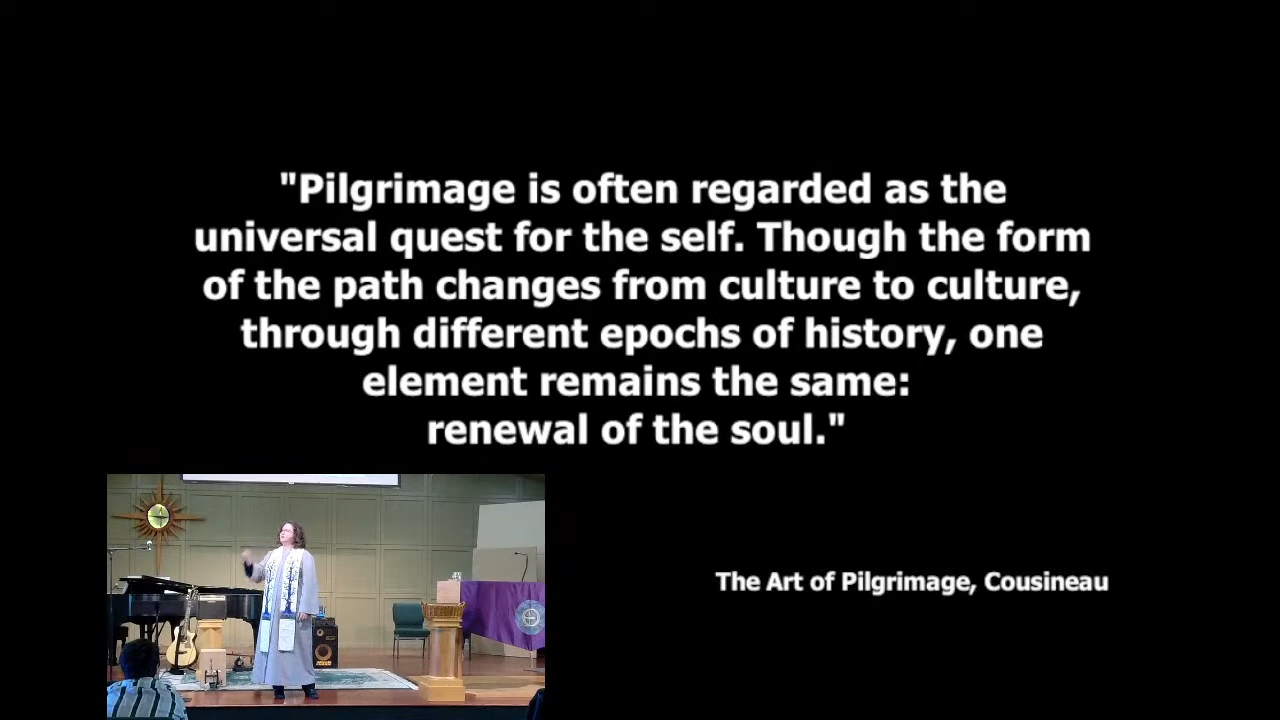 "Pilgrimage is often regarded as the
universal quest for the self. Though the form
of the path changes from culture to culture,
through different epochs of history, one
element remains the same:
renewal of the soul."
The Art of Pilgrimage, Cousineau